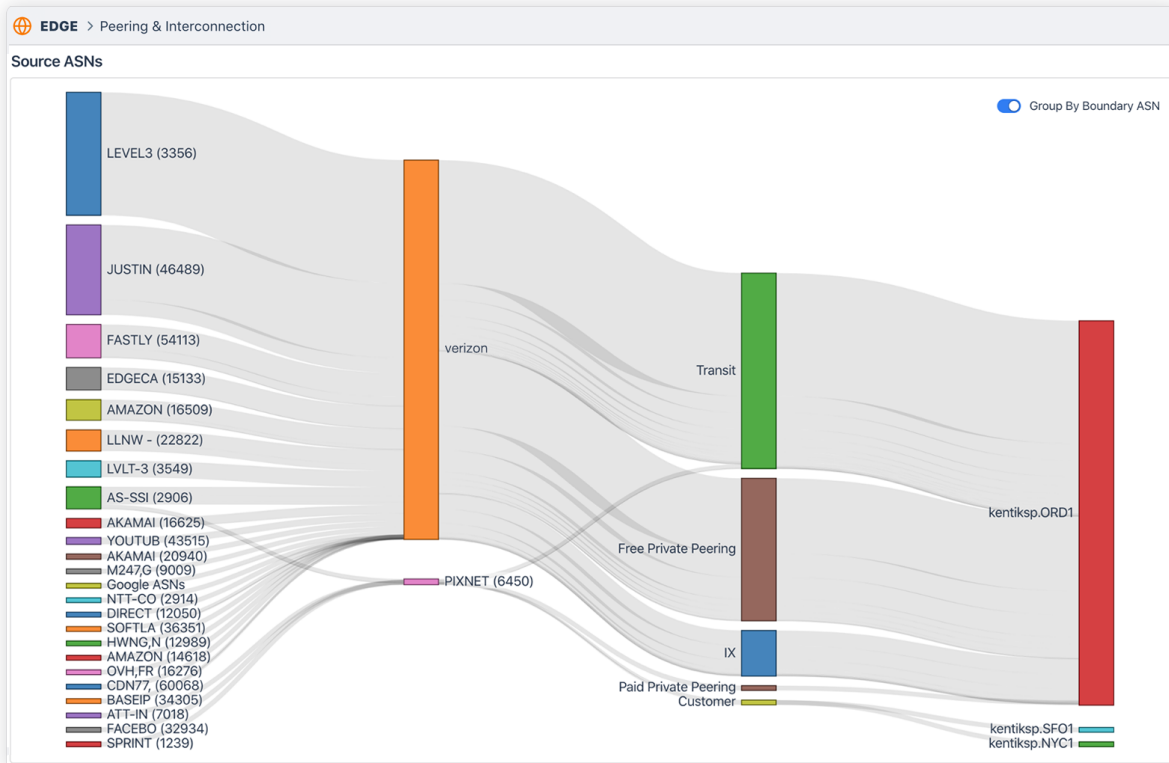 EDGE > Peering & Interconnection
Source ASNs
Group By Boundary ASN
LEVEL3 (3356)
JUSTIN (46489)
FASTLY (54113)
EDGECA (15133)
AMAZON (16509)
LLNW - (22822)
LVLT-3 (3549)
AS-SSI (2906)
AKAMAI (16625)
YOUTUB (43515)
AKAMAI (20940)
M247,G (9009)
Google ASNs
NTT-CO (2914)
DIRECT (12050)
SOFTLA (36351)
HWNG,N (12989)
AMAZON (14618)
OVH,FR (16276)
CDN77, (60068)
BASEIP (34305)
ATT-IN (7018)
FACEBO (32934)
SPRINT (1239)
verizon
PIXNET (6450)
Transit
Free Private Peering
IX
Paid Private Peering
Customer
kentiksp.ORD1
kentiksp.SFO1
kentiksp.NYC1